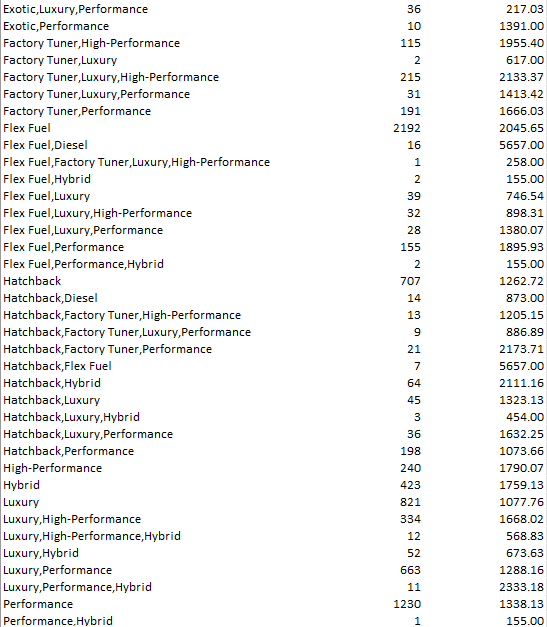 Exotic,Luxury,Performance 36 217.03
Exotic,Performance 10 1391.00
Factory Tuner,High-Performance 115 1955.40
Factory Tuner,Luxury 2 617.00
Factory Tuner,Luxury,High-Performance 215 2133.37
Factory Tuner,Luxury,Performance 31 1413.42
Factory Tuner,Performance 191 1666.03
Flex Fuel 2192 2045.65
Flex Fuel,Diesel 16 5657.00
Flex Fuel,Factory Tuner,Luxury,High-Performance 1 258.00
Flex Fuel,Hybrid 2 155.00
Flex Fuel,Luxury 39 746.54
Flex Fuel,Luxury,High-Performance 32 898.31
Flex Fuel,Luxury,Performance 28 1380.07
Flex Fuel,Performance 155 1895.93
Flex Fuel,Performance,Hybrid 2 155.00
Hatchback 707 1262.72
Hatchback,Diesel 14 873.00
Hatchback,Factory Tuner,High-Performance 13 1205.15
Hatchback,Factory Tuner,Luxury,Performance 9 886.89
Hatchback,Factory Tuner,Performance 21 2173.71
Hatchback,Flex Fuel 7 5657.00
Hatchback,Hybrid 64 2111.16
Hatchback,Luxury 45 1323.13
Hatchback,Luxury,Hybrid 3 454.00
Hatchback,Luxury,Performance 36 1632.25
Hatchback,Performance 198 1073.66
High-Performance 240 1790.07
Hybrid 423 1759.13
Luxury 821 1077.76
Luxury,High-Performance 334 1668.02
Luxury,High-Performance,Hybrid 12 568.83
Luxury,Hybrid 52 673.63
Luxury,Performance 663 1288.16
Luxury,Performance,Hybrid 11 2333.18
Performance 1230 1338.13
Performance,Hybrid 1 155.00